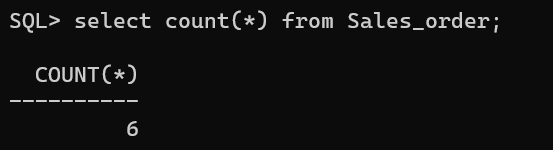 SQL> select count(*) from Sales_order;
COUNT(*)
----------
6